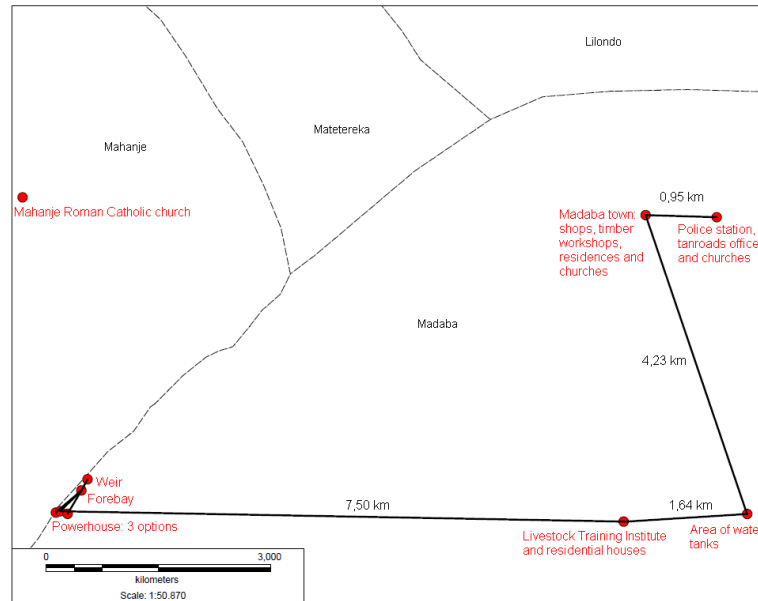 Lilondo
Matetereka
Mahanje
Mahanje Roman Catholic church
0,95 km
Madaba town:
shops, timber
workshops,
residences and
churches
Police station,
tanroads office
and churches
Madaba
4,23 km
Weir
Forebay
Powerhouse: 3 options
7,50 km
1,64 km
Livestock Training Institute
and residential houses
Area of wate
tanks
0
3,000
kilometers
Scale: 1:50.870